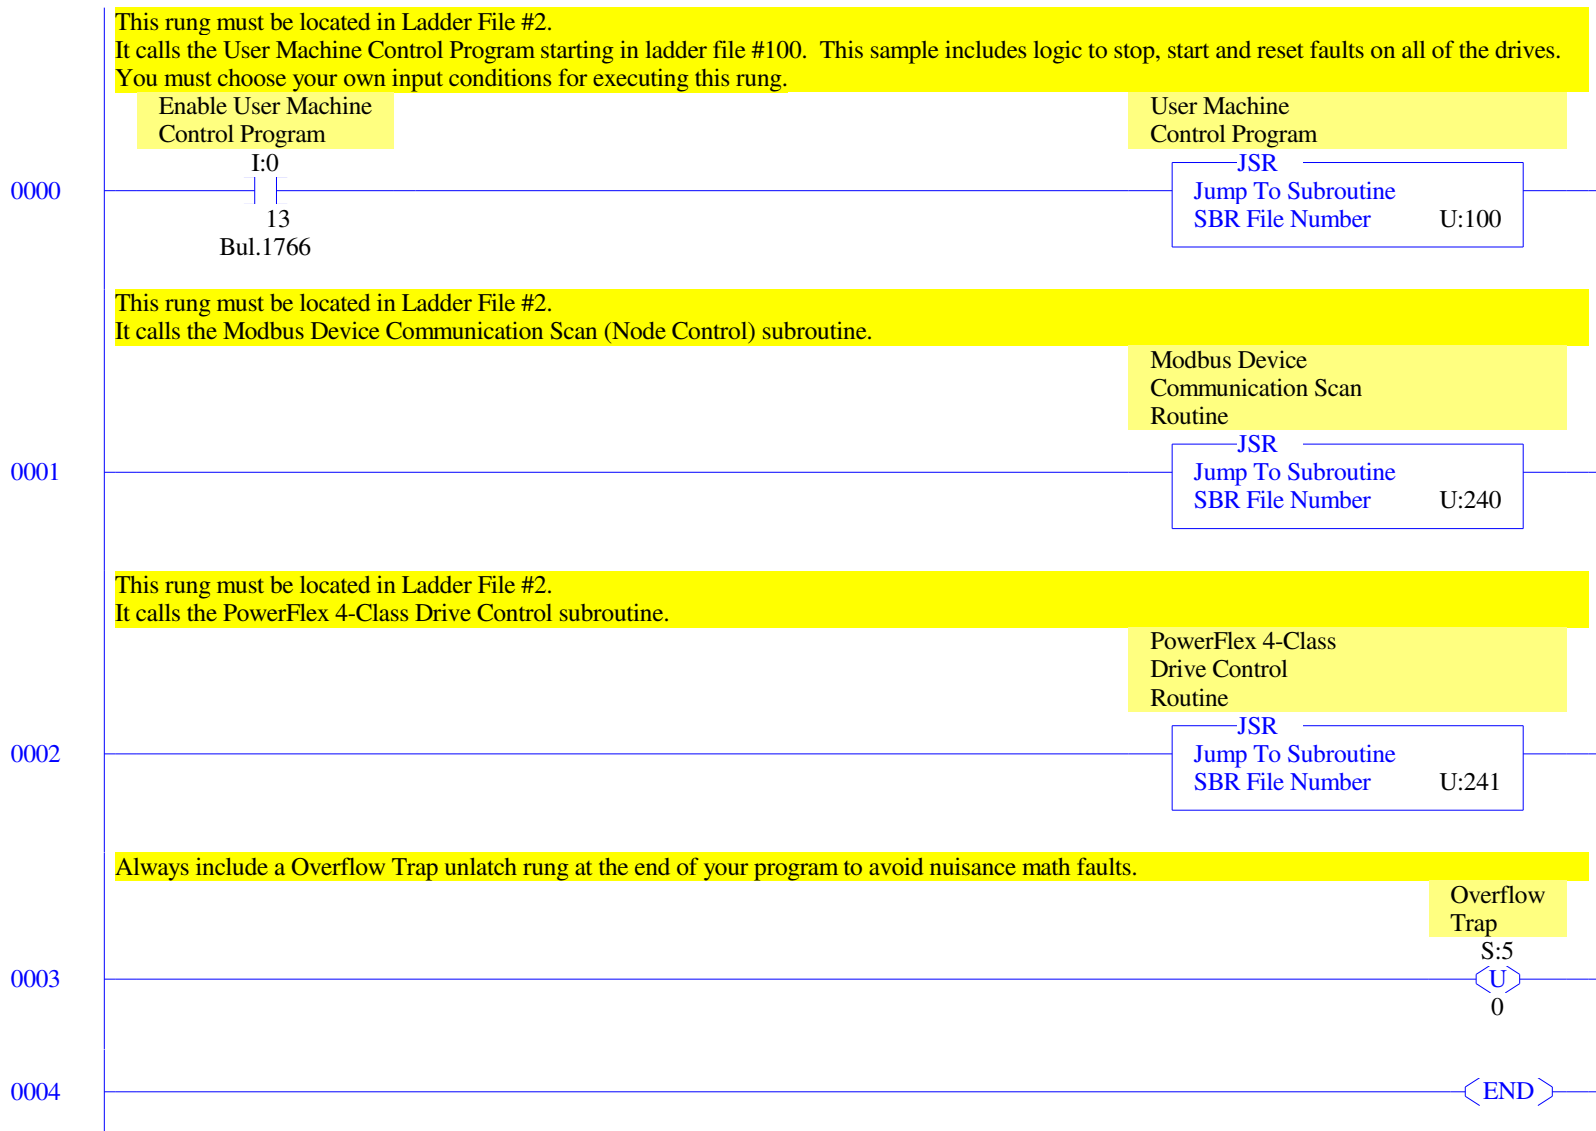 This rung must be located in Ladder File #2.
It calls the User Machine Control Program starting in ladder file #100.  This sample includes logic to stop, start and reset faults on all of the drives.
You must choose your own input conditions for executing this rung.
Enable User Machine
Control Program
I:0
13
Bul.1766
User Machine
Control Program
0000
JSR
Jump To Subroutine
SBR File Number U:100
This rung must be located in Ladder File #2.
It calls the Modbus Device Communication Scan (Node Control) subroutine.
Modbus Device
Communication Scan
Routine
0001
JSR
Jump To Subroutine
SBR File Number U:240
This rung must be located in Ladder File #2.
It calls the PowerFlex 4-Class Drive Control subroutine.
PowerFlex 4-Class
Drive Control
Routine
0002
JSR
Jump To Subroutine
SBR File Number U:241
Always include a Overflow Trap unlatch rung at the end of your program to avoid nuisance math faults.
Overflow
Trap
S:5
0003
U
0
0004
END